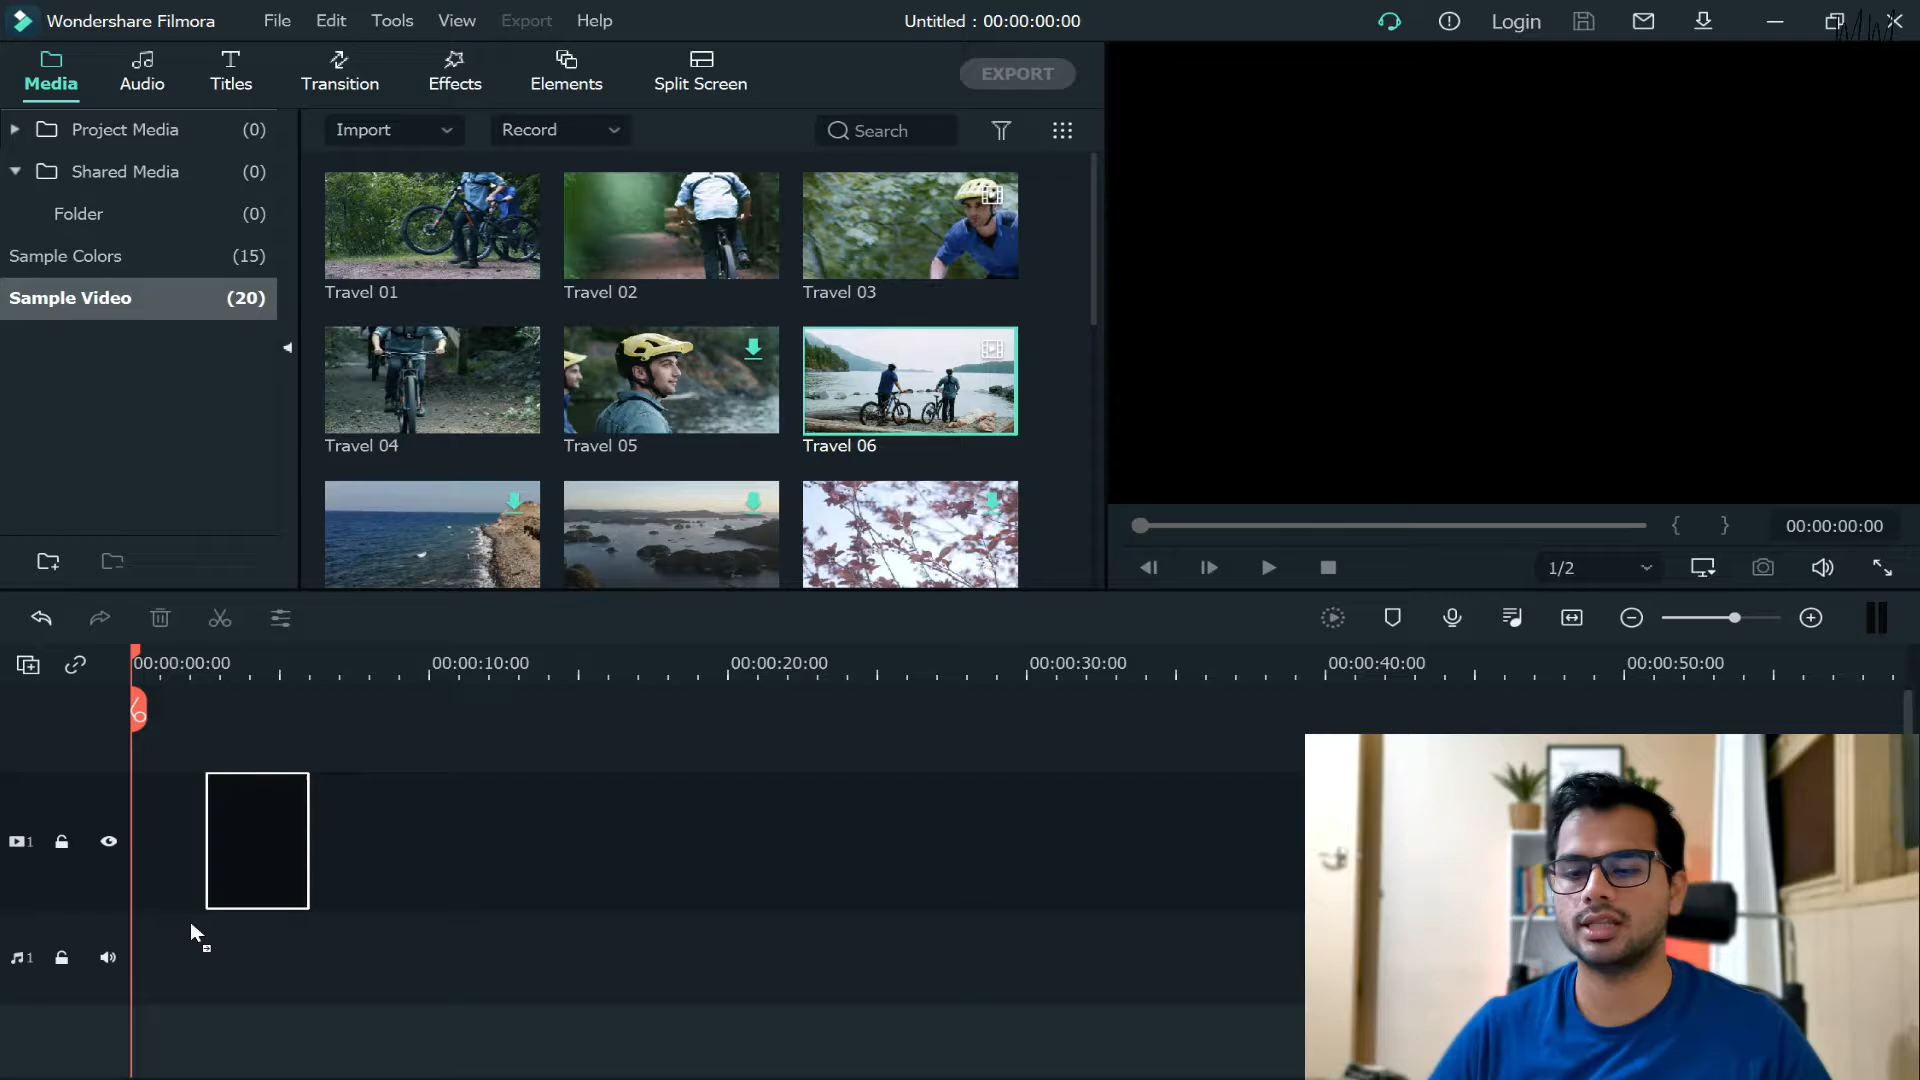 Wondershare Filmora
File
Edit
Tools
View
Export
Help
Untitled : 00:00:00:00
Login
Media
Audio
Titles
Transition
Effects
Elements
Split Screen
EXPORT
Project Media (0)
Shared Media (0)
Folder (0)
Sample Colors (15)
Sample Video (20)
Import
Record
Search
Travel 01
Travel 02
Travel 03
Travel 04
Travel 05
Travel 06
00:00:00:00
1/2
00:00:00:00
00:00:10:00
00:00:20:00
00:00:30:00
00:00:40:00
00:00:50:00
1
1